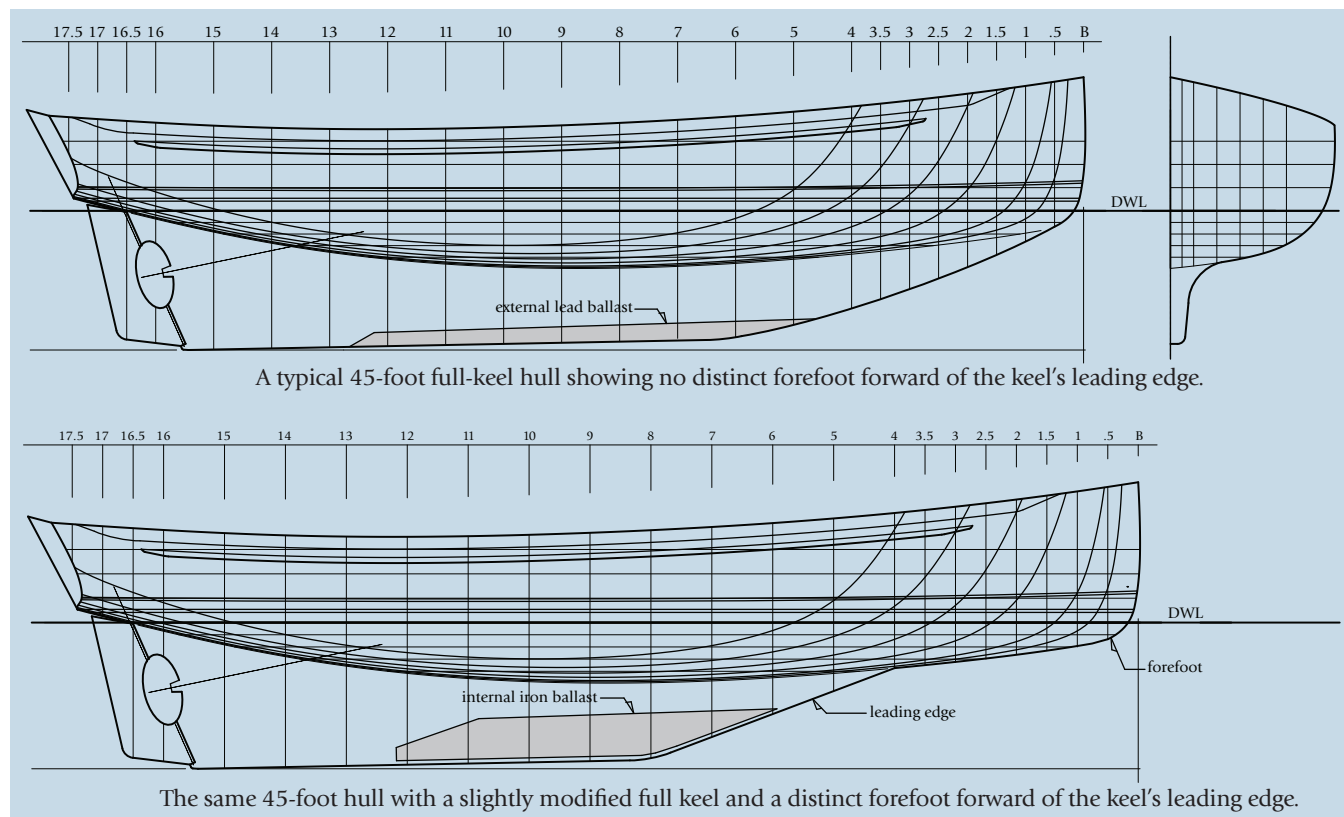 17.5 17 16.5 16 15 14 13 12 11 10 9 8 7 6 5 4 3.5 3 2.5 2 1.5 1 .5 B
DWL
external lead ballast
A typical 45-foot full-keel hull showing no distinct forefoot forward of the keel’s leading edge.
17.5 17 16.5 16 15 14 13 12 11 10 9 8 7 6 5 4 3.5 3 2.5 2 1.5 1 .5 B
DWL
forefoot
internal iron ballast
leading edge
The same 45-foot hull with a slightly modified full keel and a distinct forefoot forward of the keel’s leading edge.